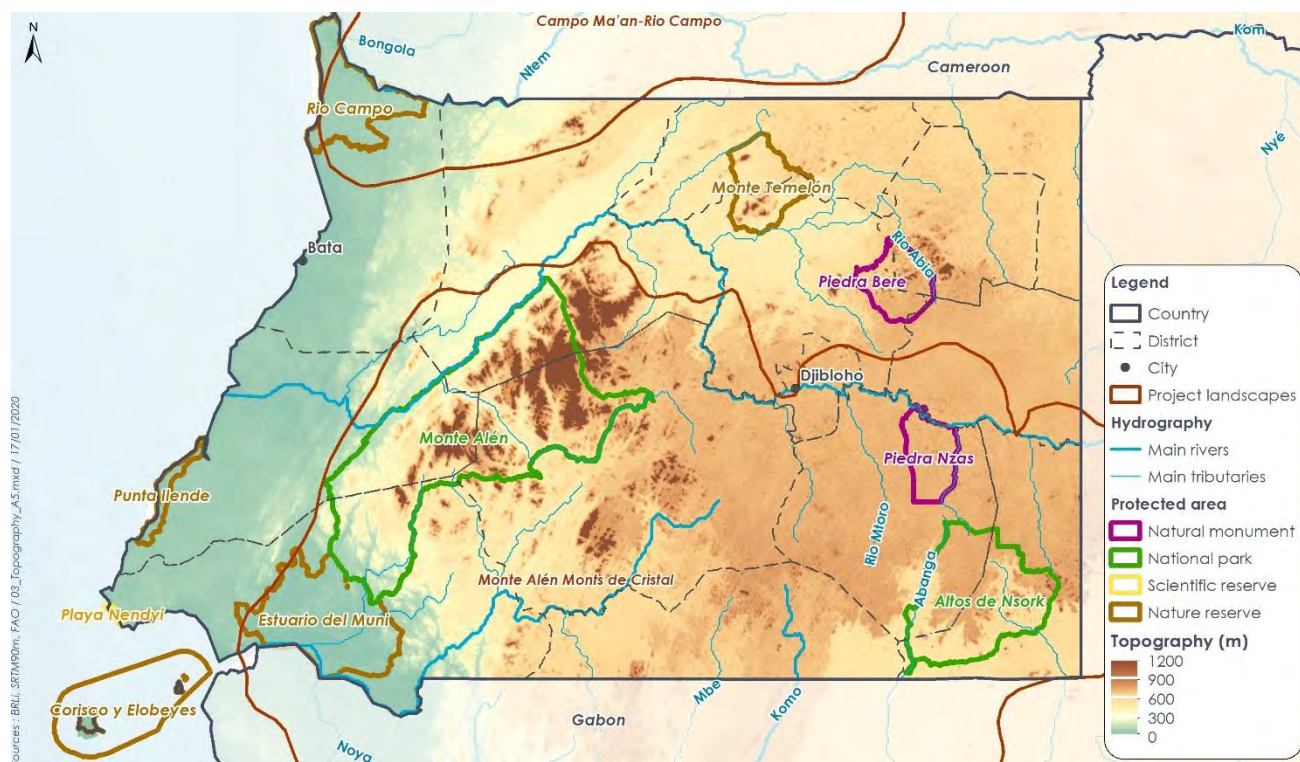 N
Campo Ma'an-Rio Campo
Kom
Bongola
Ntem
Cameroon
Rio Campo
Nyé
Monte Temelón
Bata
Rio Abia
Piedra Bere
Djibloho
Monte Alén
Piedra Nzas
Punta Ilende
Rio Mtoro
Abanga
Monte Alén Monts de Cristal
Altos de Nsork
Playa Nendyi
Estuario del Muni
Mbe
Komo
Corisco y Elobeyes
Gabon
Noya
Legend
Country
District
City
Project landscapes
Hydrography
Main rivers
Main tributaries
Protected area
Natural monument
National park
Scientific reserve
Nature reserve
Topography (m)
1200
900
600
300
0
ources : BRLi, SRTM90m, FAO / 03_Topography_A5.mxd / 17/01/2020